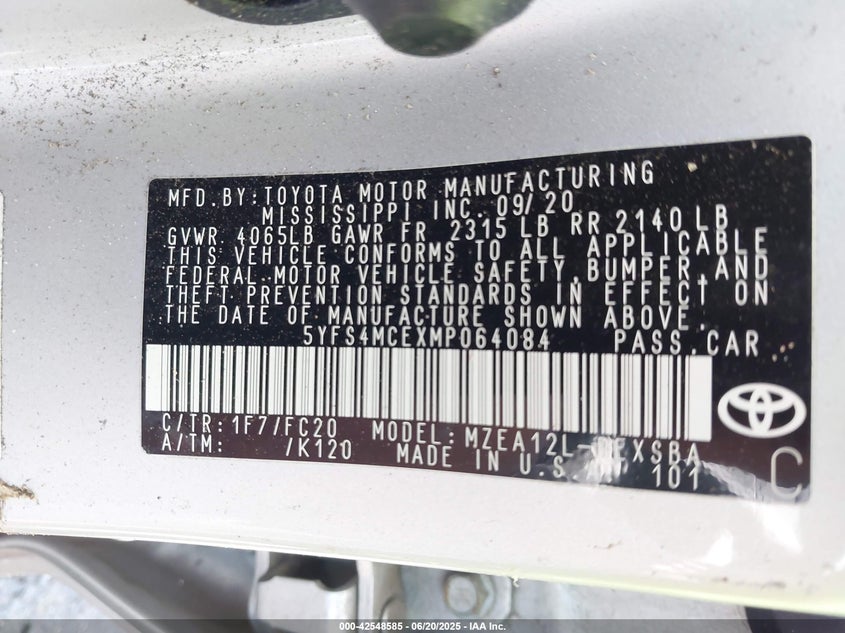 MFD.BY:TOYOTA MOTOR MANUFACTURING
MISSISSIPPI INC. 09/20
GVWR 4065LB GAWR FR 2315 LB RR 2140LB
THIS VEHICLE CONFORMS TO ALL APPLICABLE
FEDERAL MOTOR VEHICLE SAFETY, BUMPER, AND
THEFT PREVENTION STANDARDS IN EFFECT ON
THE DATE OF MANUFACTURE SHOWN ABOVE.
5YFS4MCEXMP064084 PASS.CAR
C/TR: 1F7/FC20 MODEL: MZEA12L-
A/TM: /K120 MADE IN U.S.A. 101
C
000-42548585 - 06/20/2025 - IAA Inc.